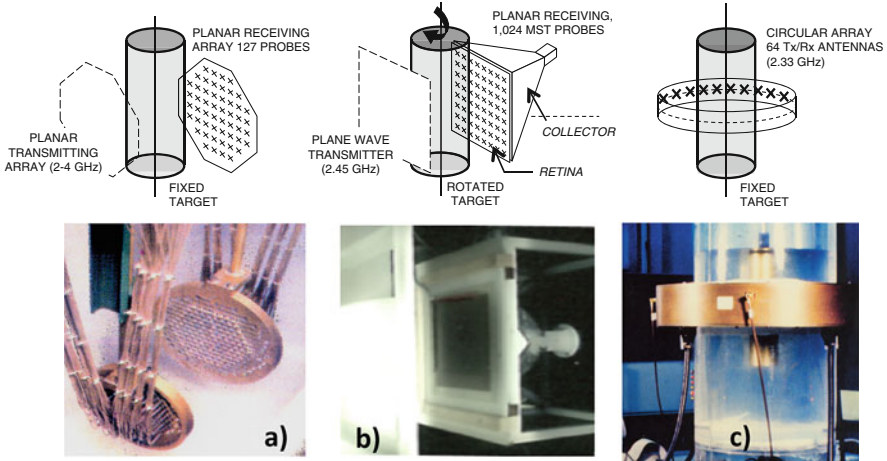 PLANAR RECEIVING
ARRAY 127 PROBES
PLANAR
TRANSMITTING
ARRAY (2-4 GHz)
FIXED
TARGET
PLANAR RECEIVING,
1,024 MST PROBES
PLANE WAVE
TRANSMITTER
(2.45 GHz)
COLLECTOR
RETINA
ROTATED
TARGET
CIRCULAR ARRAY
64 Tx/Rx ANTENNAS
(2.33 GHz)
FIXED
TARGET
a)
b)
c)